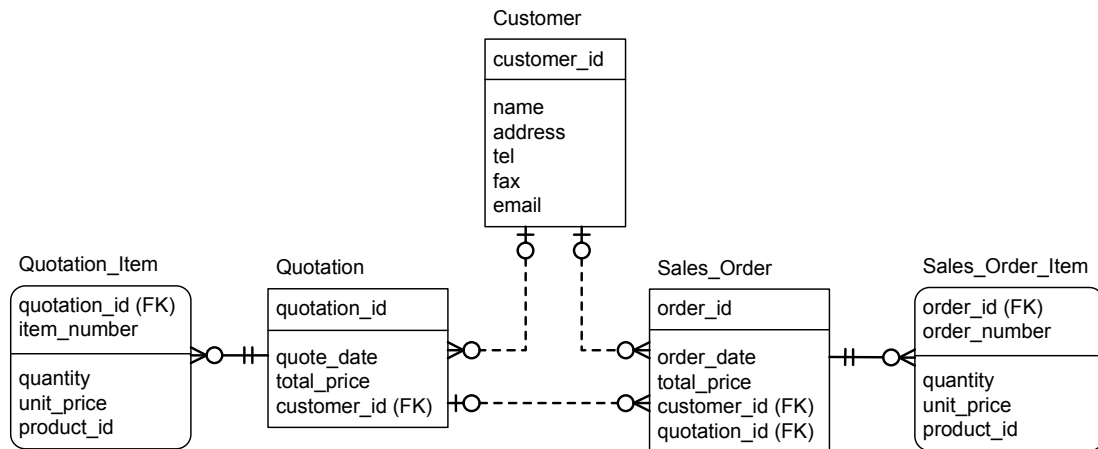 Customer
customer_id
name
address
tel
fax
email
Quotation_Item
quotation_id (FK)
item_number
quantity
unit_price
product_id
Quotation
quotation_id
quote_date
total_price
customer_id (FK)
Sales_Order
order_id
order_date
total_price
customer_id (FK)
quotation_id (FK)
Sales_Order_Item
order_id (FK)
order_number
quantity
unit_price
product_id